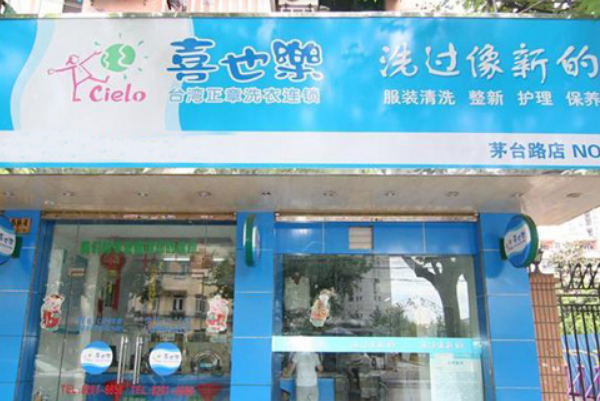 喜也樂
洗过像新的
Cielo
台湾正章洗衣连锁
服装清洗 整新 护理 保养
茅台路店 NO